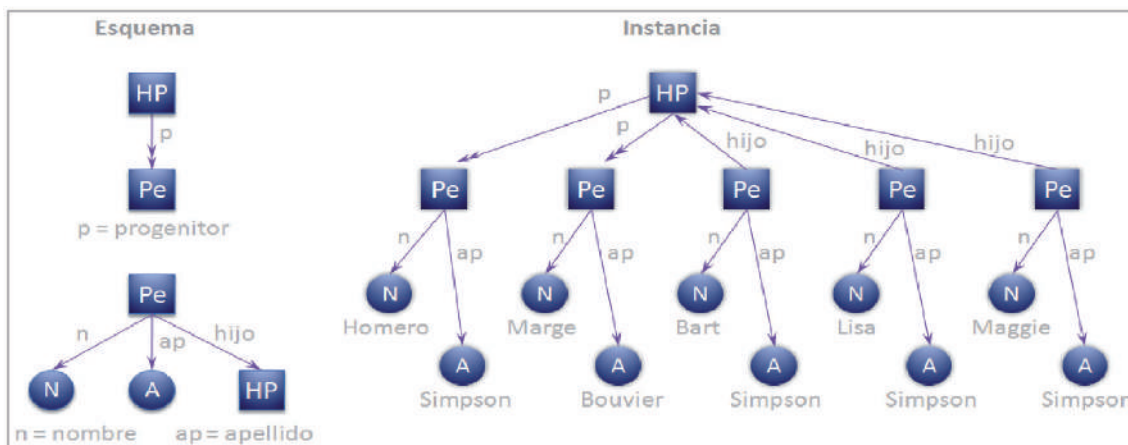 Esquema
HP
p
Pe
p = progenitor
Pe
n ap hijo
N A HP
n = nombre ap = apellido
Instancia
HP
p p hijo hijo hijo
Pe Pe Pe Pe Pe
n ap n ap n ap n ap n ap
N N N N N
Homero Marge Bart Lisa Maggie
A A A A A
Simpson Bouvier Simpson Simpson Simpson